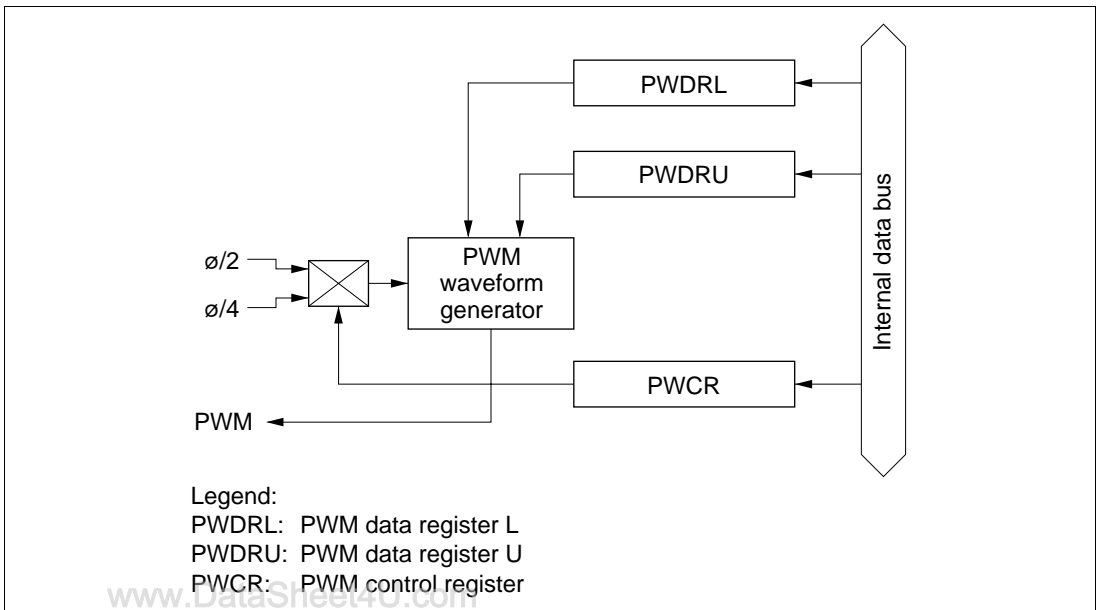 PWDRL
PWDRU
Internal data bus
PWM
waveform
generator
ø/2
ø/4
PWCR
PWM
Legend:
PWDRL: PWM data register L
PWDRU: PWM data register U
PWCR: PWM control register
www.DataSheet4U.com